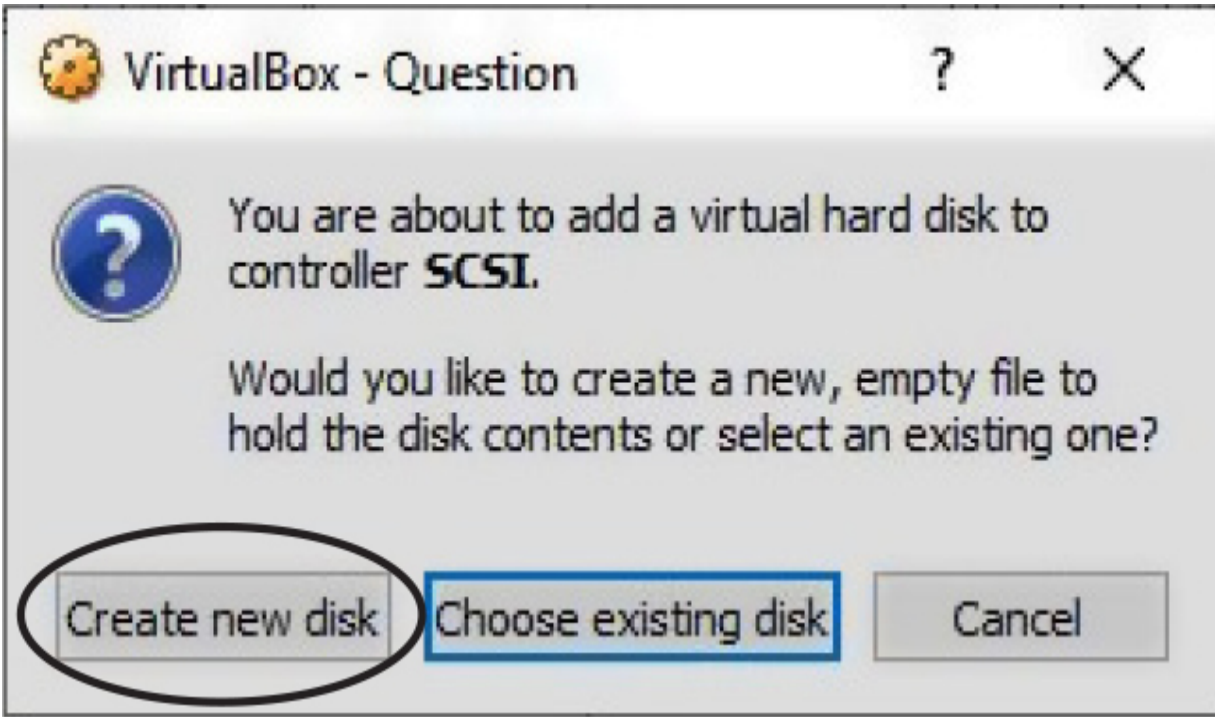 VirtualBox - Question ? X
You are about to add a virtual hard disk to
controller SCSI.
Would you like to create a new, empty file to
hold the disk contents or select an existing one?
Create new disk Choose existing disk Cancel